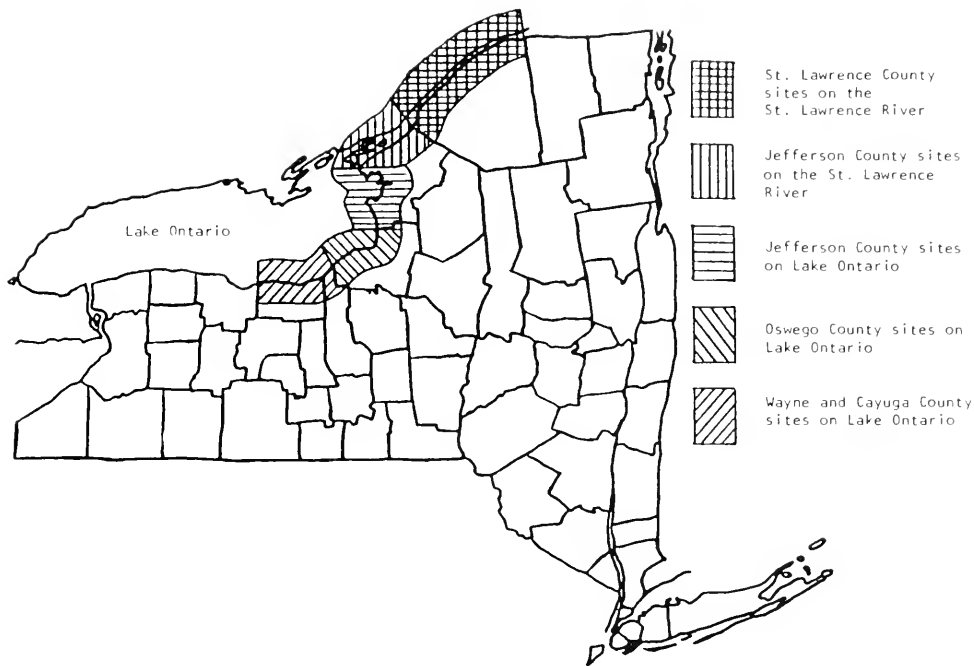 St. Lawrence County
sites on the
St. Lawrence River
Jefferson County sites
on the St. Lawrence
River
Lake Ontario
Jefferson County sites
on Lake Ontario
Oswego County sites on
Lake Ontario
Wayne and Cayuga County
sites on Lake Ontario